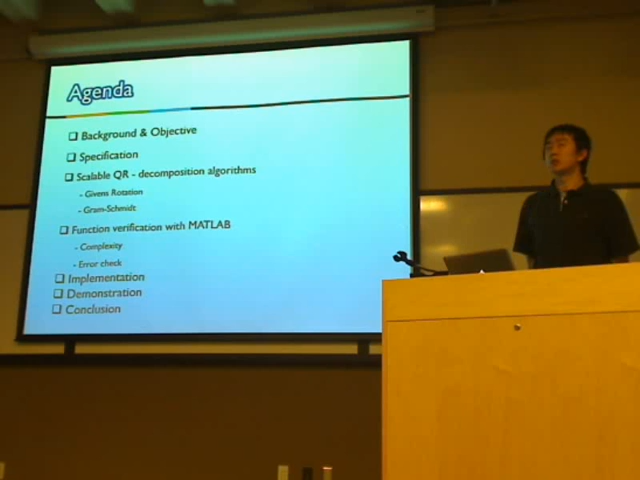 Agenda
❑ Background & Objective
❑ Specification
❑ Scalable QR - decomposition algorithms
- Givens Rotation
- Gram-Schmidt
❑ Function verification with MATLAB
- Complexity
- Error check
❑ Implementation
❑ Demonstration
❑ Conclusion